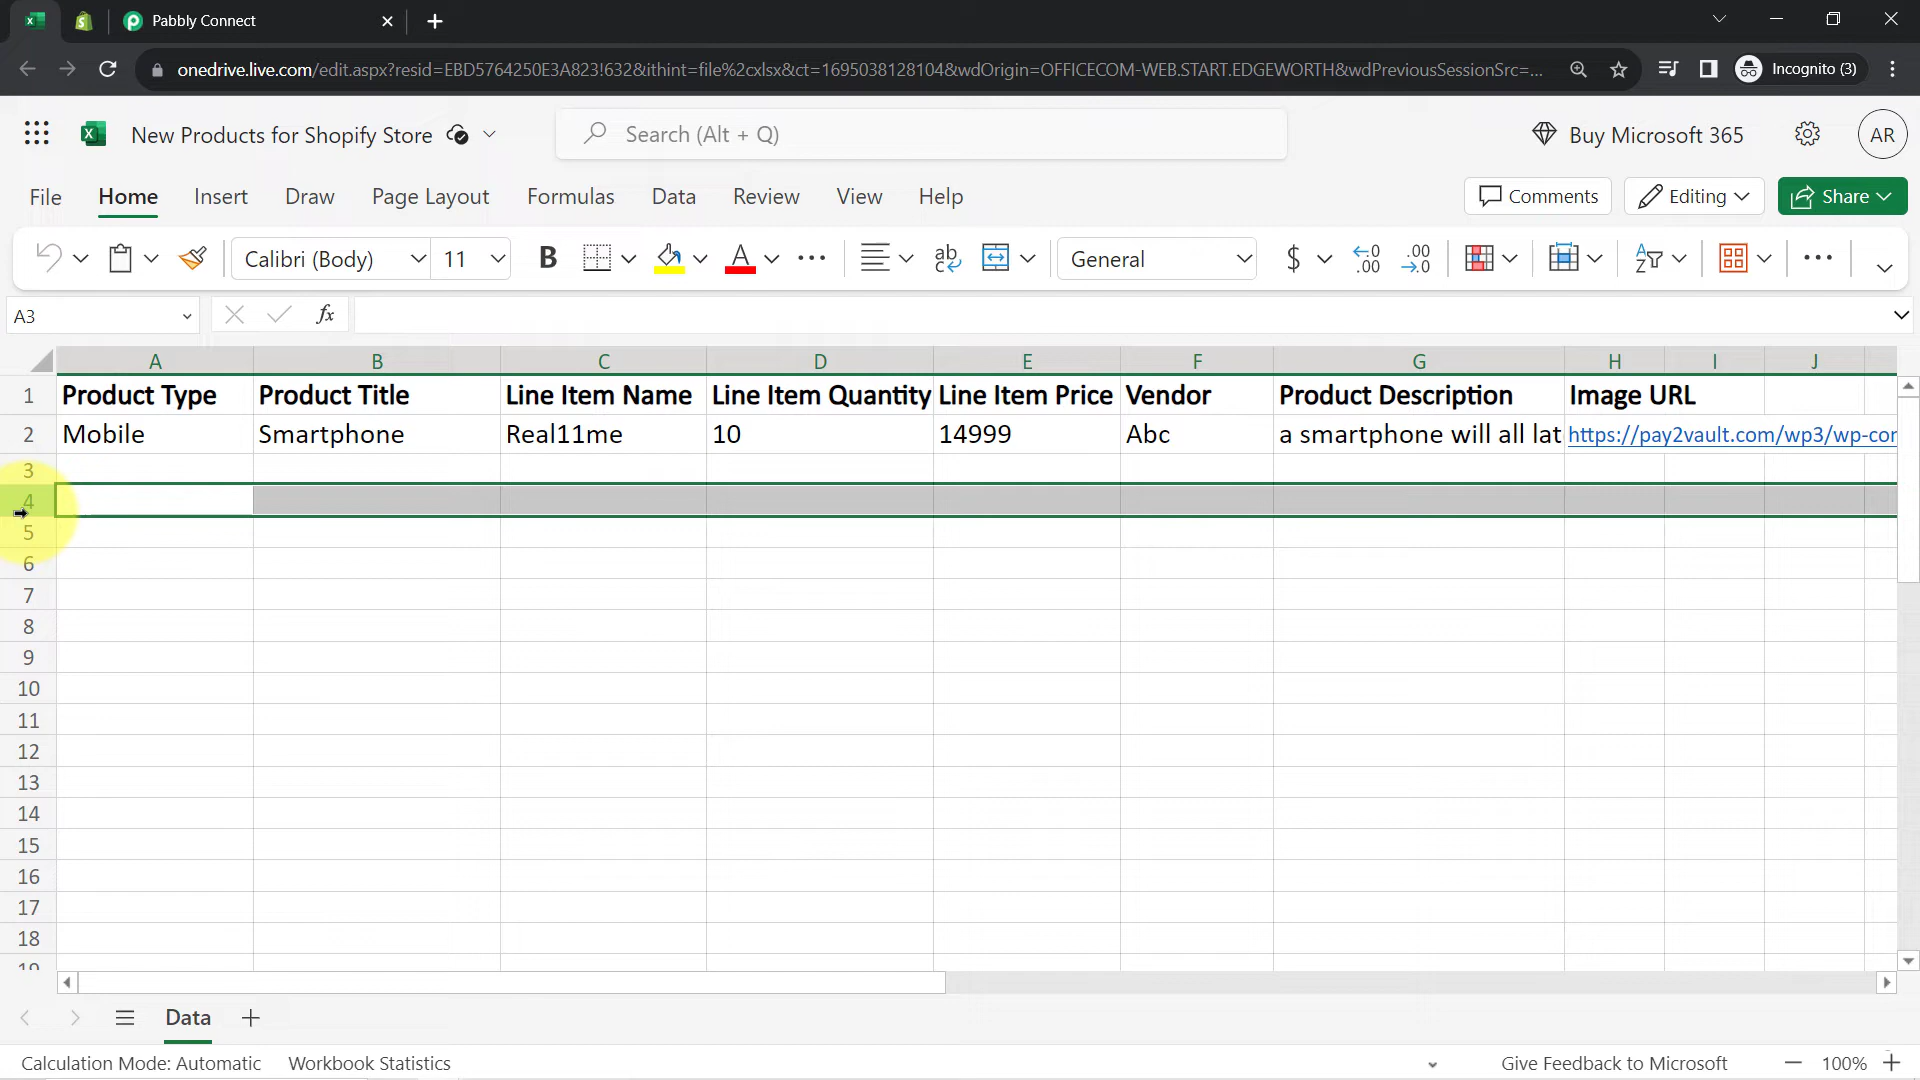 Pabbly Connect
onedrive.live.com/edit.aspx?resid=EBD5764250E3A823!632&ithint=file%2cxlsx&ct=1695038128104&wdOrigin=OFFICECOM-WEB.START.EDGEWORTH&wdPreviousSessionSrc=...
Incognito (3)
New Products for Shopify Store
Search (Alt + Q)
Buy Microsoft 365
AR
File Home Insert Draw Page Layout Formulas Data Review View Help
Comments Editing Share
Calibri (Body) 11 B A ab General $ .00 .00
A3 fx
A B C D E F G H I J
1 Product Type Product Title Line Item Name Line Item Quantity Line Item Price Vendor Product Description Image URL
2 Mobile Smartphone Real11me 10 14999 Abc a smartphone will all lat https://pay2vault.com/wp3/wp-cor
3
4
5
6
7
8
9
10
11
12
13
14
15
16
17
18
19
Data
Calculation Mode: Automatic Workbook Statistics Give Feedback to Microsoft 100%